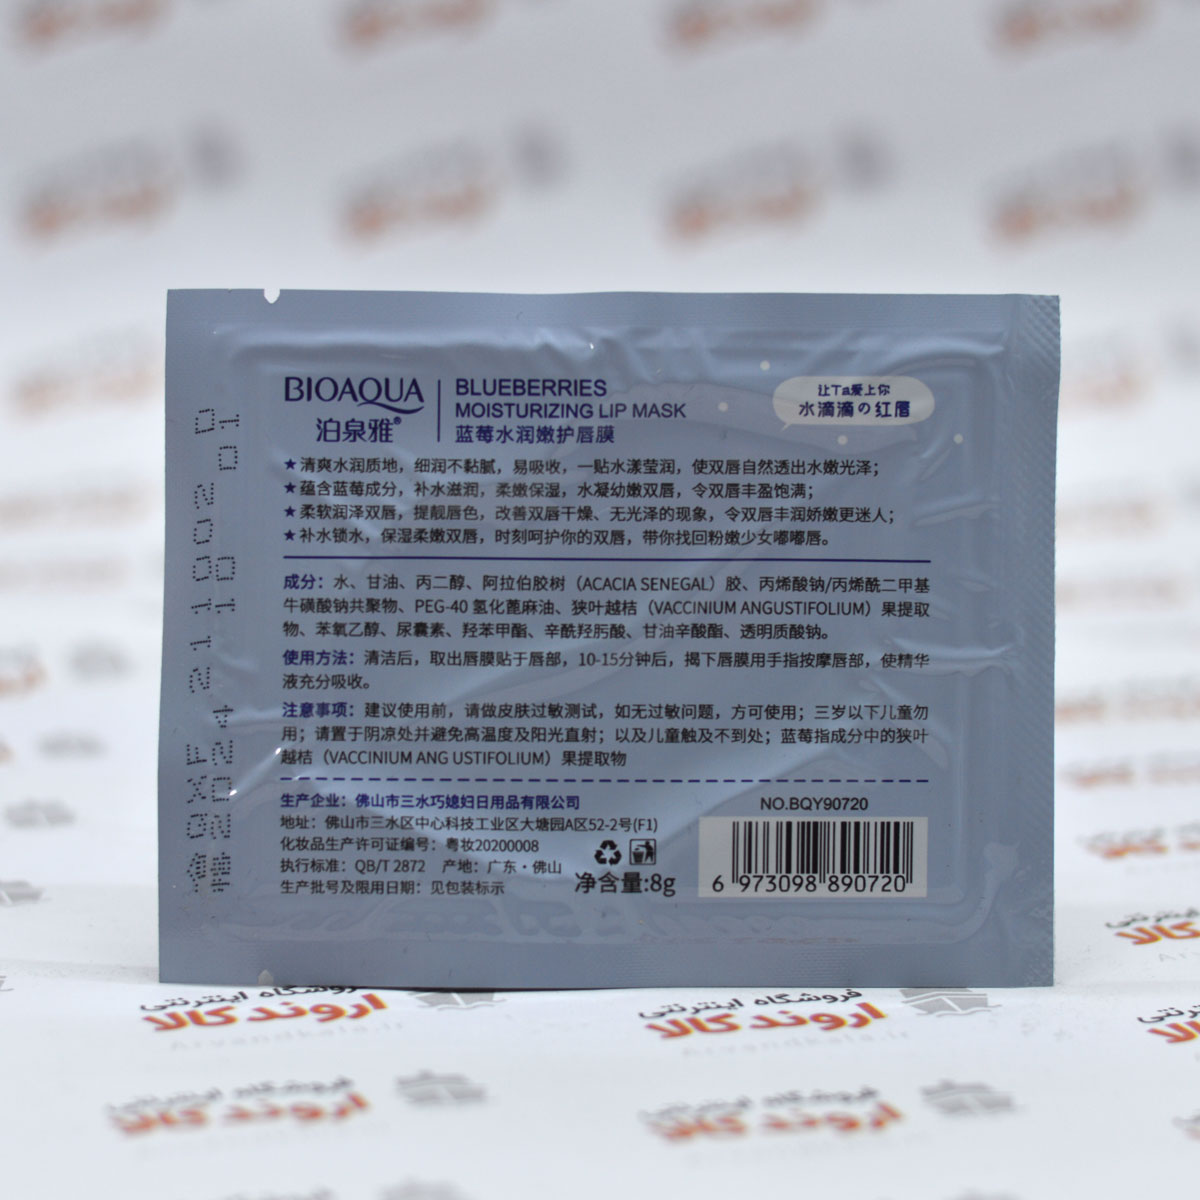 BIOAQUA
泊泉雅®
BLUEBERRIES
MOISTURIZING LIP MASK
蓝莓水润嫩护唇膜
让Ta爱上你
水滴滴の红唇
★清爽水润质地，细润不黏腻，易吸收，一贴水漾莹润，使双唇自然透出水嫩光泽；
★蕴含蓝莓成分，补水滋润，柔嫩保湿，水凝幼嫩双唇，令双唇丰盈饱满；
★柔软润泽双唇，提靓唇色，改善双唇干燥、无光泽的现象，令双唇丰润娇嫩更迷人；
★补水锁水，保湿柔嫩双唇，时刻呵护你的双唇，带你找回粉嫩少女嘟嘟唇。
成分：水、甘油、丙二醇、阿拉伯胶树（ACACIA SENEGAL）胶、丙烯酸钠/丙烯酰二甲基
牛磺酸钠共聚物、PEG-40 氢化蓖麻油、狭叶越桔（VACCINIUM ANGUSTIFOLIUM）果提取
物、苯氧乙醇、尿囊素、羟苯甲酯、辛酰羟肟酸、甘油辛酸酯、透明质酸钠。
使用方法：清洁后，取出唇膜贴于唇部，10-15分钟后，揭下唇膜用手指按摩唇部，使精华
液充分吸收。
注意事项：建议使用前，请做皮肤过敏测试，如无过敏问题，方可使用；三岁以下儿童勿
用；请置于阴凉处并避免高温度及阳光直射；以及儿童触及不到处；蓝莓指成分中的狭叶
越桔（VACCINIUM ANG USTIFOLIUM）果提取物
生产企业：佛山市三水巧媳妇日用品有限公司
地址：佛山市三水区中心科技工业区大塘园A区52-2号(F1)
化妆品生产许可证编号：粤妆20200008
执行标准：QB/T 2872 产地：广东·佛山
生产批号及限用日期：见包装标示
净含量:8g
NO.BQY90720
6 973098 890720
فروشگاه اینترنتی
اروند کالا
Arvandkala.ir
فروشگاه اینترنتی
اروند کالا
Arvandkala.ir
فروشگاه اینترنتی
اروند کالا
فروشگاه اینترنتی
اروند کالا